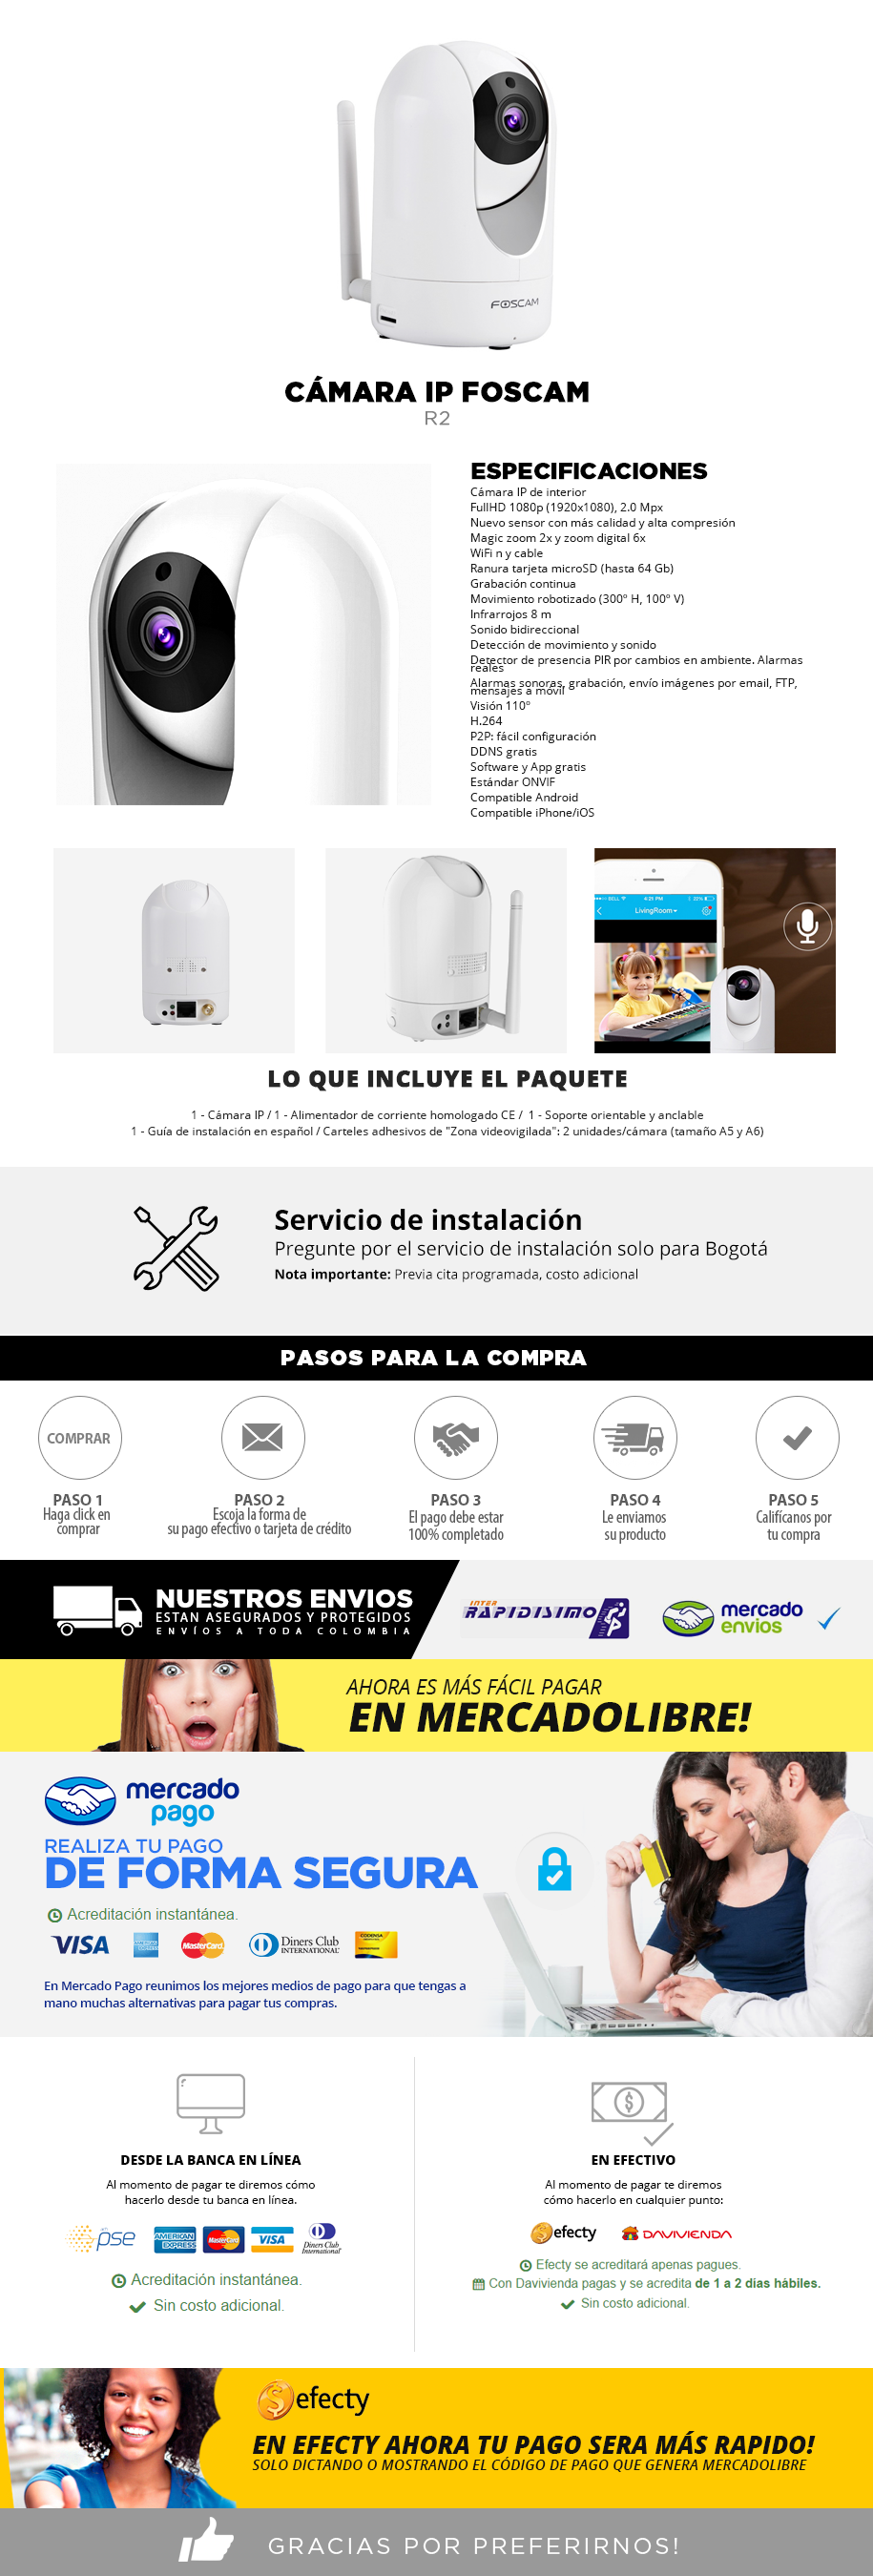 FOSCAM
CÁMARA IP FOSCAM
R2
ESPECIFICACIONES
Cámara IP de interior
FullHD 1080p (1920x1080), 2.0 Mpx
Nuevo sensor con más calidad y alta compresión
Magic zoom 2x y zoom digital 6x
WiFi n y cable
Ranura tarjeta microSD (hasta 64 Gb)
Grabación continua
Movimiento robotizado (300º H, 100º V)
Infrarrojos 8 m
Sonido bidireccional
Detección de movimiento y sonido
Detector de presencia PIR por cambios en ambiente. Alarmas
reales
Alarmas sonoras, grabación, envío imágenes por email, FTP,
mensajes a móvil
Visión 110º
H.264
P2P: fácil configuración
DDNS gratis
Software y App gratis
Estándar ONVIF
Compatible Android
Compatible iPhone/iOS
BELL 4:21 PM 20%
LivingRoom
LO QUE INCLUYE EL PAQUETE
1 - Cámara IP / 1 - Alimentador de corriente homologado CE / 1 - Soporte orientable y anclable
1 - Guía de instalación en español / Carteles adhesivos de "Zona videovigilada": 2 unidades/cámara (tamaño A5 y A6)
Servicio de instalación
Pregunte por el servicio de instalación solo para Bogotá
Nota importante: Previa cita programada, costo adicional
PASOS PARA LA COMPRA
COMPRAR
PASO 1
Haga click en
comprar
PASO 2
Escoja la forma de
su pago efectivo o tarjeta de crédito
PASO 3
El pago debe estar
100% completado
PASO 4
Le enviamos
su producto
PASO 5
Califícanos por
tu compra
NUESTROS ENVIOS
ESTAN ASEGURADOS Y PROTEGIDOS
ENVÍOS A TODA COLOMBIA
INTER
RAPIDISIMO
mercado
envios
AHORA ES MÁS FÁCIL PAGAR
EN MERCADOLIBRE!
mercado
pago
REALIZA TU PAGO
DE FORMA SEGURA
Acreditación instantánea.
VISA
MasterCard
Diners Club
INTERNATIONAL
CODENSA
En Mercado Pago reunimos los mejores medios de pago para que tengas a
mano muchas alternativas para pagar tus compras.
DESDE LA BANCA EN LÍNEA
Al momento de pagar te diremos cómo
hacerlo desde tu banca en línea.
pse
AMERICAN
EXPRESS
MasterCard
VISA
Diners Club
International
Acreditación instantánea.
Sin costo adicional.
EN EFECTIVO
Al momento de pagar te diremos
cómo hacerlo en cualquier punto:
efecty
DAVIVIENDA
Efecty se acreditará apenas pagues.
Con Davivienda pagas y se acredita de 1 a 2 dias hábiles.
Sin costo adicional.
efecty
EN EFECTY AHORA TU PAGO SERA MÁS RAPIDO!
SOLO DICTANDO O MOSTRANDO EL CÓDIGO DE PAGO QUE GENERA MERCADOLIBRE
GRACIAS POR PREFERIRNOS!